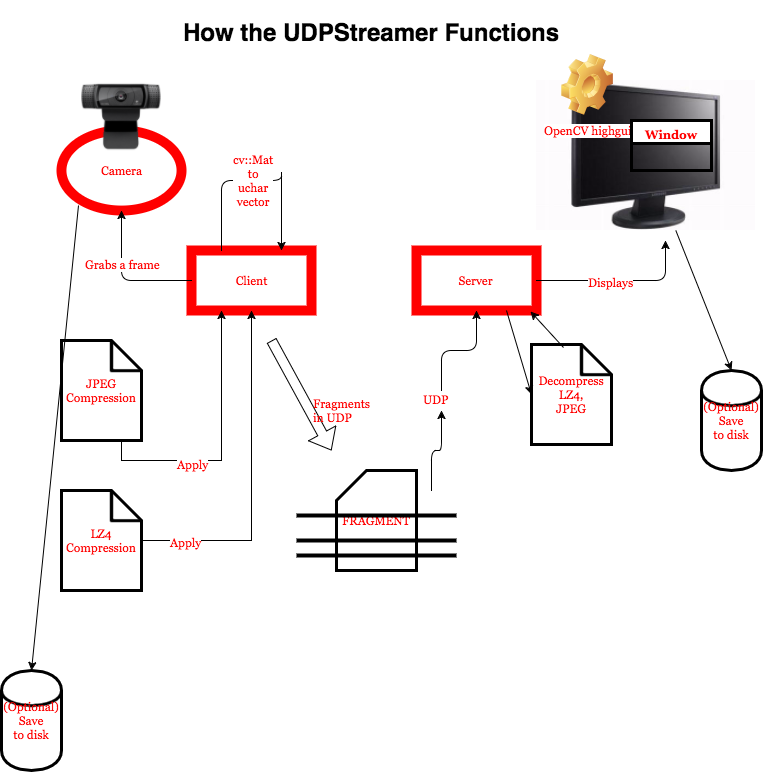 How the UDPStreamer Functions
OpenCV highgui
Window
cv::Mat
to
uchar
vector
Camera
Grabs a frame
Client
Server
Displays
JPEG
Compression
Apply
Fragments
in UDP
UDP
Decompress
LZ4,
JPEG
(Optional)
Save
to disk
LZ4
Compression
Apply
FRAGMENT
(Optional)
Save
to disk